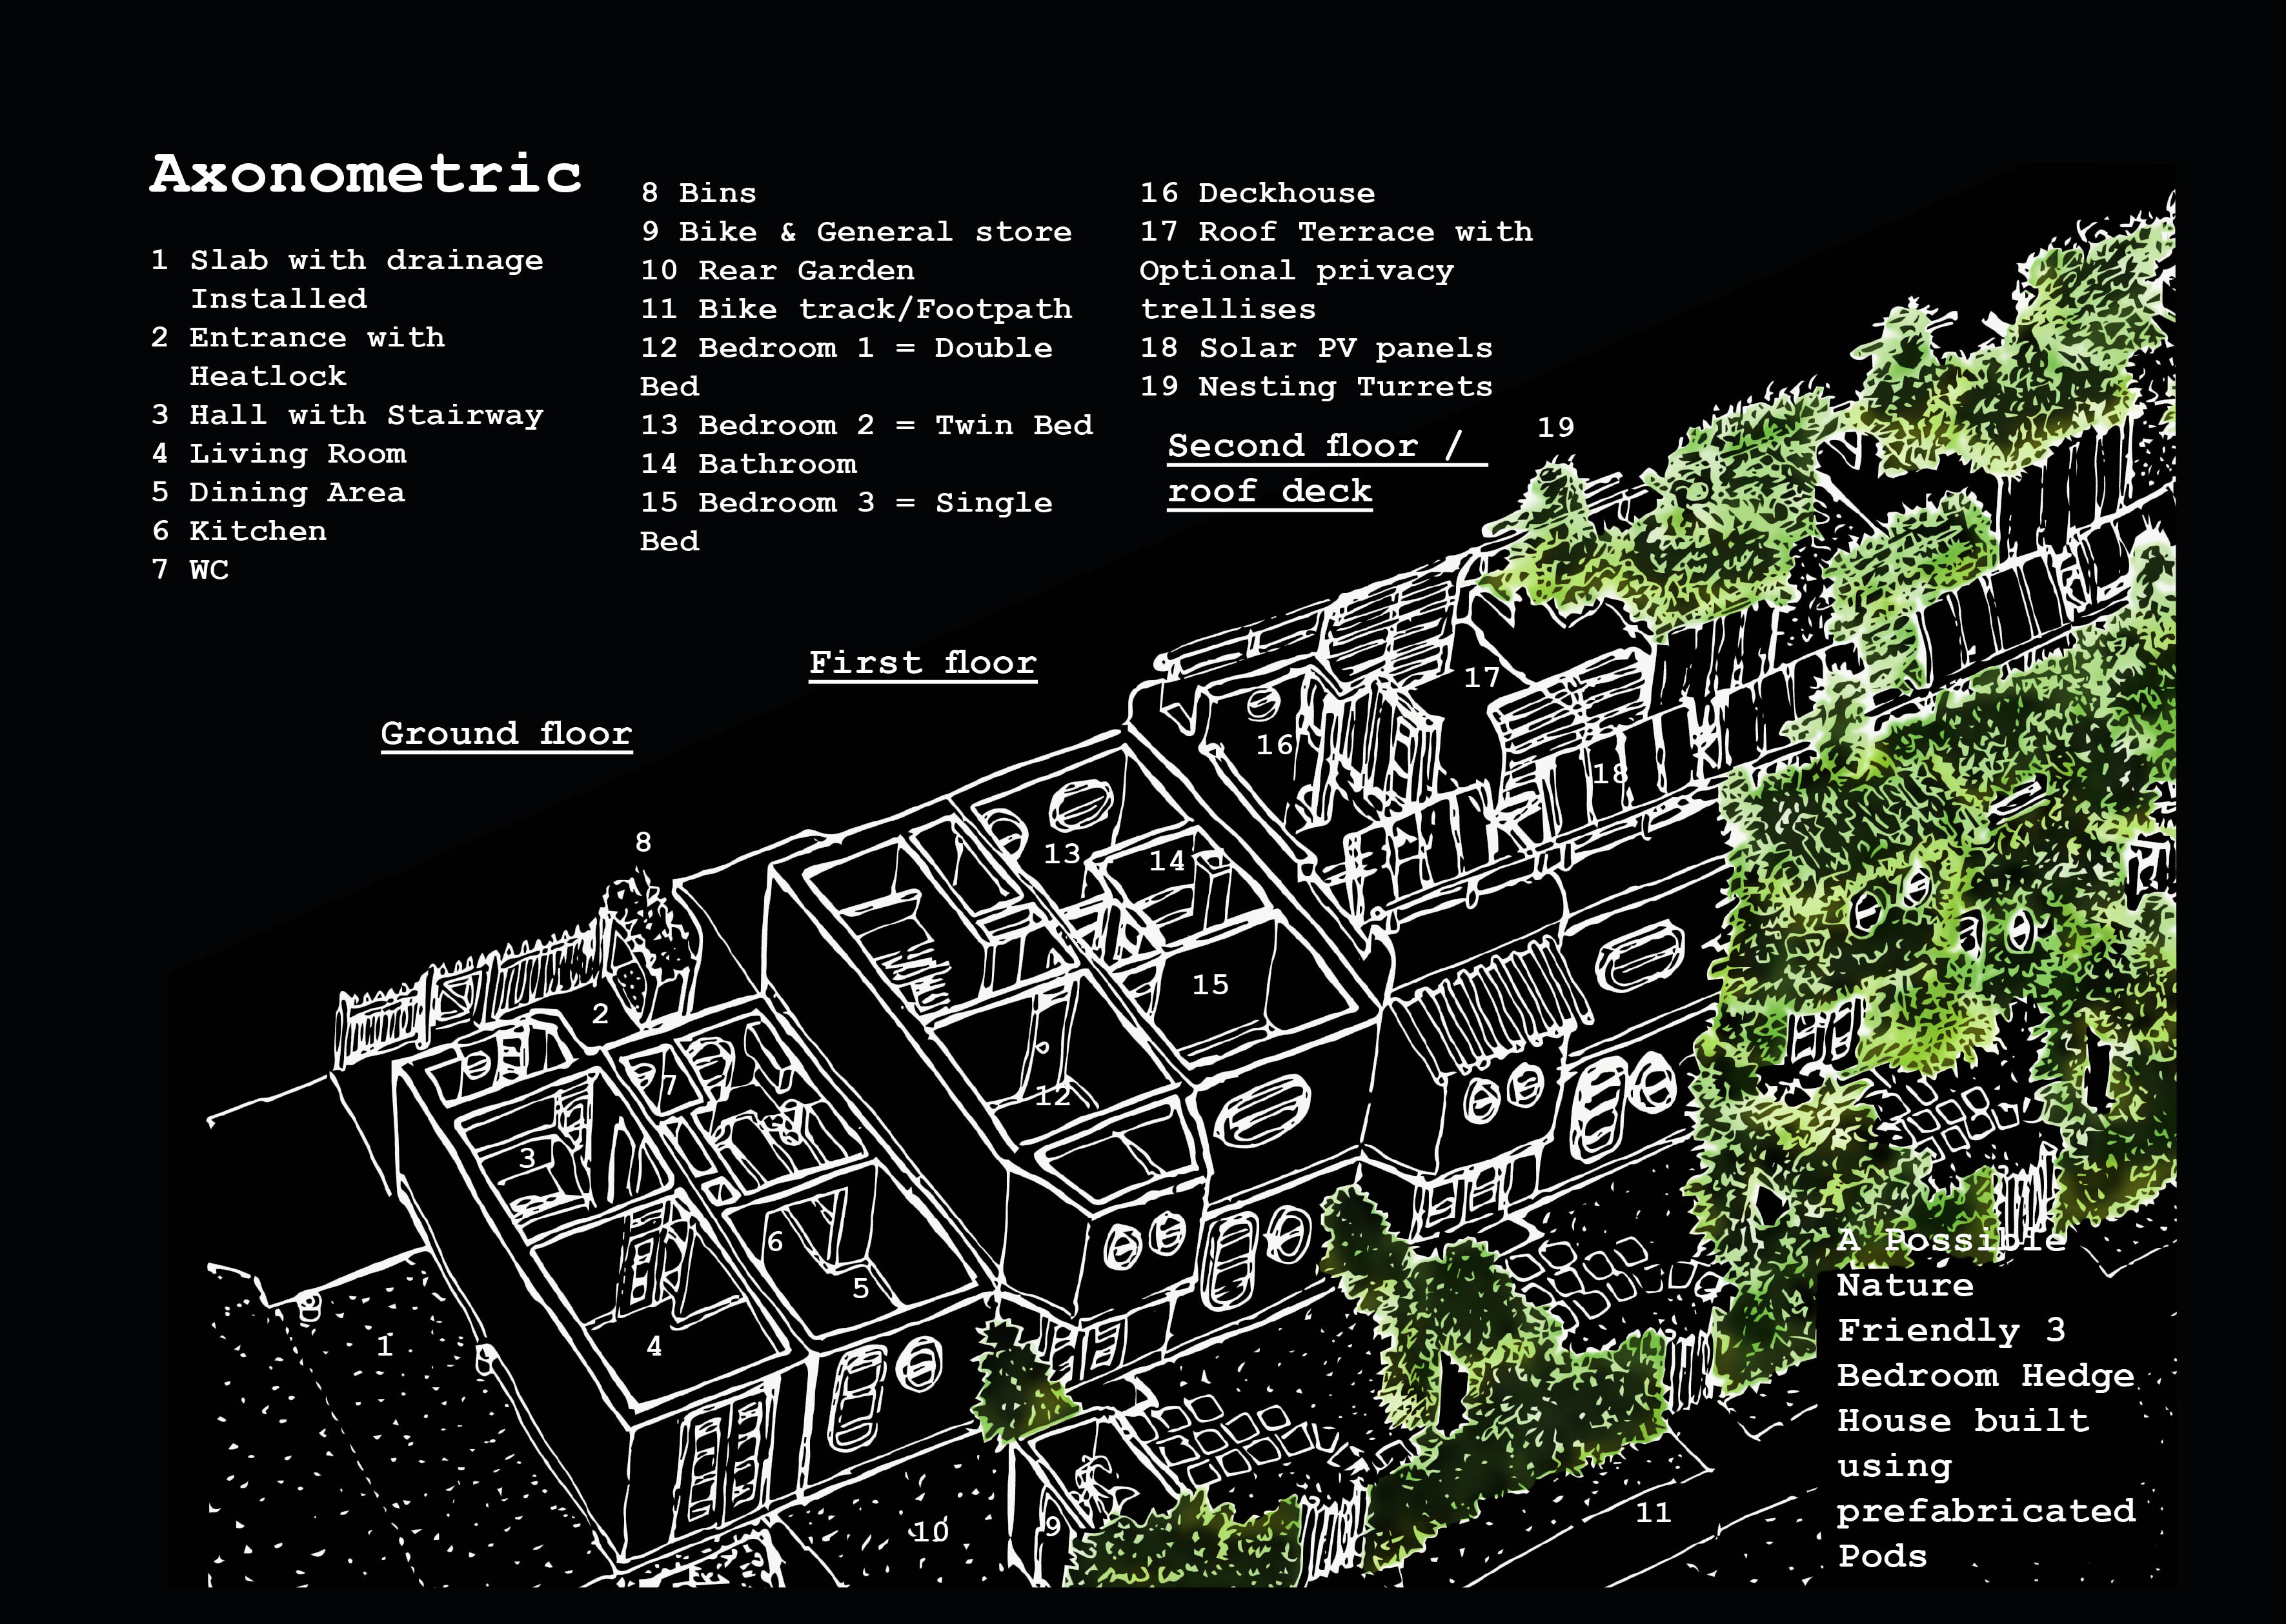 Axonometric
1 Slab with drainage
Installed
2 Entrance with
Heatlock
3 Hall with Stairway
4 Living Room
5 Dining Area
6 Kitchen
7 WC
8 Bins
9 Bike & General store
10 Rear Garden
11 Bike track/Footpath
12 Bedroom 1 = Double
Bed
13 Bedroom 2 = Twin Bed
14 Bathroom
15 Bedroom 3 = Single
Bed
16 Deckhouse
17 Roof Terrace with
Optional privacy
trellises
18 Solar PV panels
19 Nesting Turrets
Second floor /
roof deck
First floor
Ground floor
19
17
16
18
8
13
14
15
2
12
7
3
6
5
4
1
10
9
11
A Possible
Nature
Friendly 3
Bedroom Hedge
House built
using
prefabricated
Pods